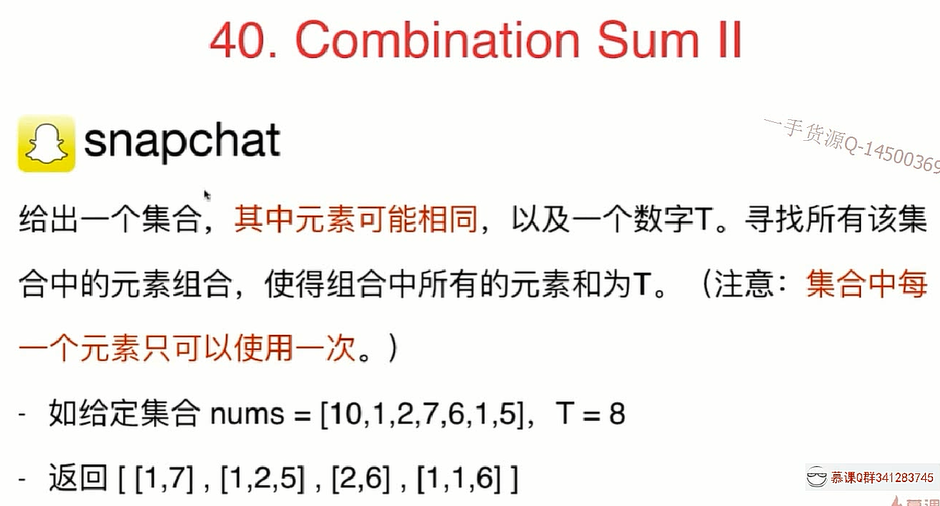 40. Combination Sum II
snapchat
一手货源Q-14500369
给出一个集合，其中元素可能相同，以及一个数字T。寻找所有该集
合中的元素组合，使得组合中所有的元素和为T。（注意：集合中每
一个元素只可以使用一次。）
- 如给定集合 nums = [10,1,2,7,6,1,5], T = 8
- 返回 [ [1,7] , [1,2,5] , [2,6] , [1,1,6] ]
慕课Q群341283745